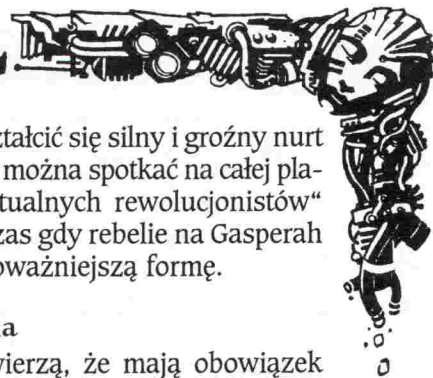 ształcić się silny i groźny nurt
można spotkać na całej pla-
tualnych rewolucjonistów“
zas gdy rebelie na Gasperah
oważniejszą formę.
a
wierzą, że mają obowiązek